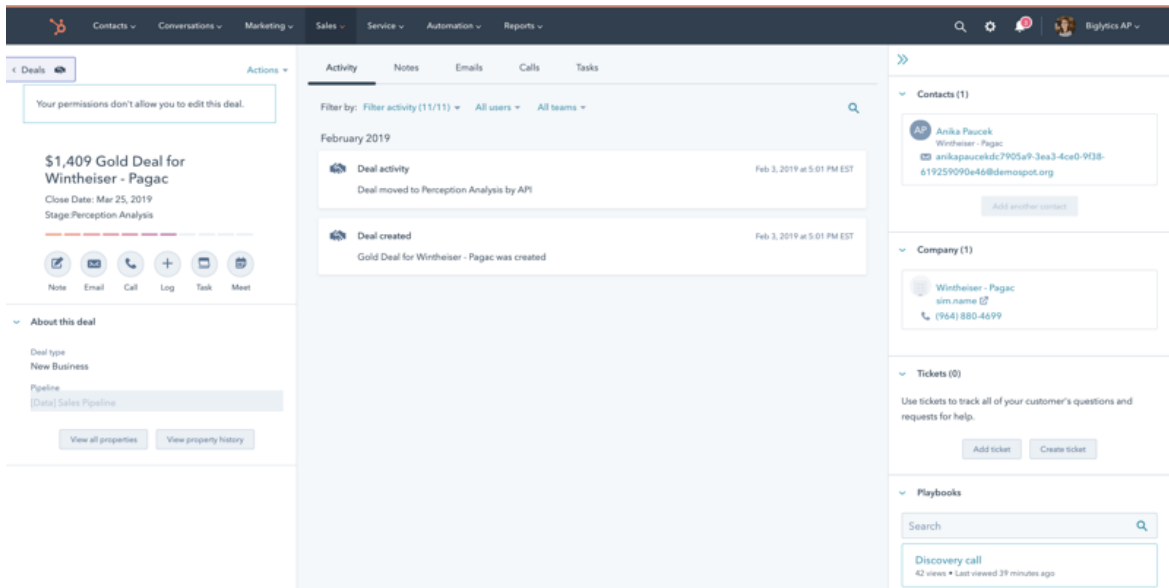 Contacts
Conversations
Marketing
Sales
Service
Automation
Reports
3
Biglytics AP
Deals
Actions
Your permissions don't allow you to edit this deal.
$1,409 Gold Deal for
Wintheiser - Pagac
Close Date: Mar 25, 2019
Stage:Perception Analysis
Note
Email
Call
Log
Task
Meet
About this deal
Deal type
New Business
Pipeline
[Data] Sales Pipeline
View all properties
View property history
Activity
Notes
Emails
Calls
Tasks
Filter by: Filter activity (11/11) All users All teams
February 2019
Deal activity
Feb 3, 2019 at 5:01 PM EST
Deal moved to Perception Analysis by API
Deal created
Feb 3, 2019 at 5:01 PM EST
Gold Deal for Wintheiser - Pagac was created
Contacts (1)
AP
Anika Paucek
Wintheiser - Pagac
anikapaucekdc7905a9-3ea3-4ce0-9f38-
619259090e46@demospot.org
Add another contact
Company (1)
Wintheiser - Pagac
sim.name
(964) 880-4699
Tickets (0)
Use tickets to track all of your customer's questions and
requests for help.
Add ticket
Create ticket
Playbooks
Search
Discovery call
42 views • Last viewed 39 minutes ago